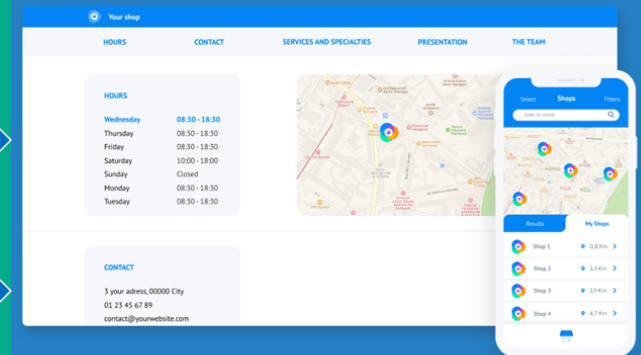 Your shop
HOURS CONTACT SERVICES AND SPECIALTIES PRESENTATION THE TEAM
HOURS
Wednesday 08:30 - 18:30
Thursday 08:30 - 18:30
Friday 08:30 - 18:30
Saturday 10:00 - 18:00
Sunday Closed
Monday 08:30 - 18:30
Tuesday 08:30 - 18:30
CONTACT
3 your adress, 00000 City
01 23 45 67 89
contact@yourwebsite.com
Select Shops Filters
Results My Shops
Shop 1 0,8 Km
Shop 2 3,3 Km
Shop 3 3,9 Km
Shop 4 4,7 Km